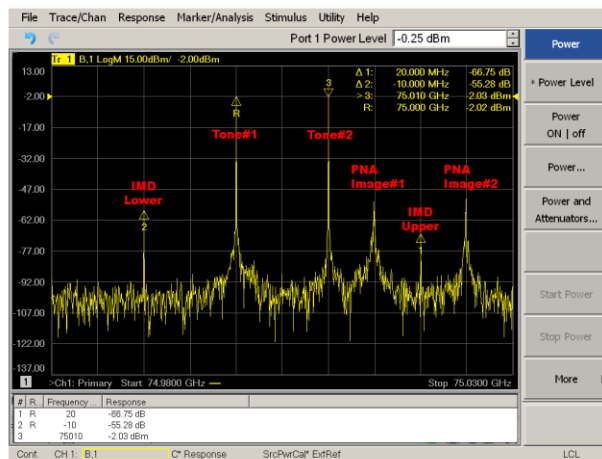 File Trace/Chan Response Marker/Analysis Stimulus Utility Help
Port 1 Power Level -0.25 dBm
Tr 1 B,1 LogM 15.00dBm/ -2.00dBm
13.00
-2.00
-17.00
-32.00
-47.00
-62.00
-77.00
-92.00
-107.00
-122.00
-137.00
Δ 1: 20.000 MHz -66.75 dB
Δ 2: -10.000 MHz -55.28 dB
> 3: 75.010 GHz -2.03 dBm
R: 75.000 GHz -2.02 dBm
R
3
Tone#1
Tone#2
PNA
Image#1
PNA
Image#2
IMD
Lower
2
IMD
Upper
1
1 >Ch1: Primary Start 74.9800 GHz
Stop 75.0300 GHz
# R.. Frequency ... Response
1 R 20 -66.75 dB
2 R -10 -55.28 dB
3 75010 -2.03 dBm
Cont. CH 1: B,1 C* Response SrcPwrCal* ExtRef LCL
Power
* Power Level
Power
ON | off
Power...
Power and
Attenuators...
Start Power
Stop Power
More